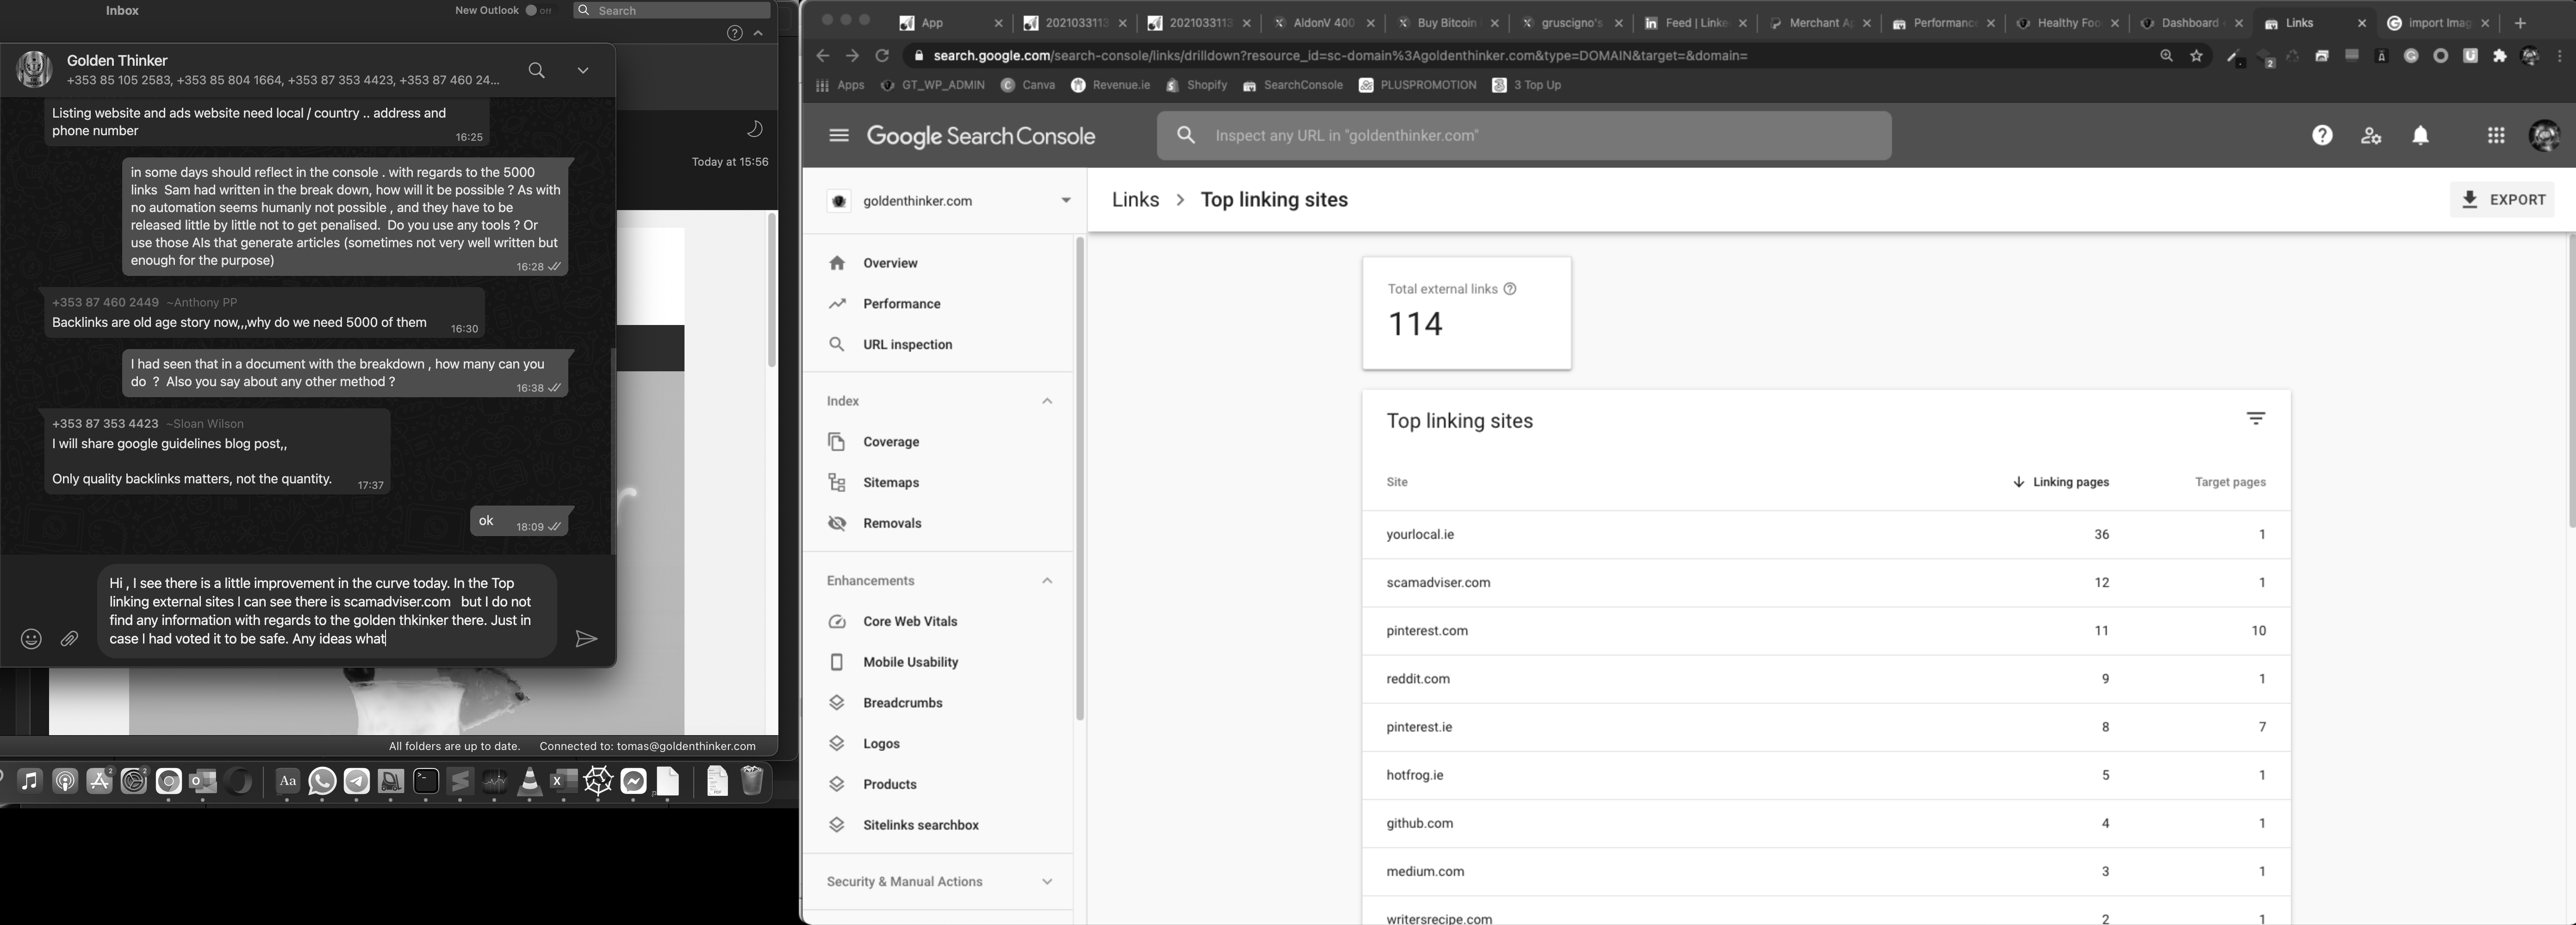 Inbox
New Outlook
Off
Search
Golden Thinker
+353 85 105 2583, +353 85 804 1664, +353 87 353 4423, +353 87 460 24...
Listing website and ads website need local / country .. address and
phone number
16:25
in some days should reflect in the console . with regards to the 5000
links  Sam had written in the break down, how will it be possible ? As with
no automation seems humanly not possible , and they have to be
released little by little not to get penalised.  Do you use any tools ? Or
use those AIs that generate articles (sometimes not very well written but
enough for the purpose)
16:28
+353 87 460 2449 ~Anthony PP
Backlinks are old age story now,,,why do we need 5000 of them
16:30
I had seen that in a document with the breakdown , how many can you
do  ?  Also you say about any other method ?
16:38
+353 87 353 4423 ~Sloan Wilson
I will share google guidelines blog post,,
Only quality backlinks matters, not the quantity.
17:37
ok
18:09
Hi , I see there is a little improvement in the curve today. In the Top
linking external sites I can see there is scamadviser.com   but I do not
find any information with regards to the golden thkinker there. Just in
case I had voted it to be safe. Any ideas what
Today at 15:56
All folders are up to date.
Connected to: tomas@goldenthinker.com
2
2
Aa
App
2021033113
2021033113
AldonV 400
Buy Bitcoin
gruscigno's
Feed | Linke
Merchant Ap
Performance
Healthy Foo
Dashboard
Links
import Imag
search.google.com/search-console/links/drilldown?resource_id=sc-domain%3Agoldenthinker.com&type=DOMAIN&target=&domain=
2
Apps
GT_WP_ADMIN
Canva
Revenue.ie
Shopify
SearchConsole
PLUSPROMOTION
3 Top Up
Google Search Console
Inspect any URL in "goldenthinker.com"
goldenthinker.com
Links > Top linking sites
EXPORT
Overview
Performance
URL inspection
Index
Coverage
Sitemaps
Removals
Enhancements
Core Web Vitals
Mobile Usability
Breadcrumbs
Logos
Products
Sitelinks searchbox
Security & Manual Actions
Total external links
114
Top linking sites
Site
Linking pages
Target pages
yourlocal.ie 36 1
scamadviser.com 12 1
pinterest.com 11 10
reddit.com 9 1
pinterest.ie 8 7
hotfrog.ie 5 1
github.com 4 1
medium.com 3 1
writersrecipe.com 2 1